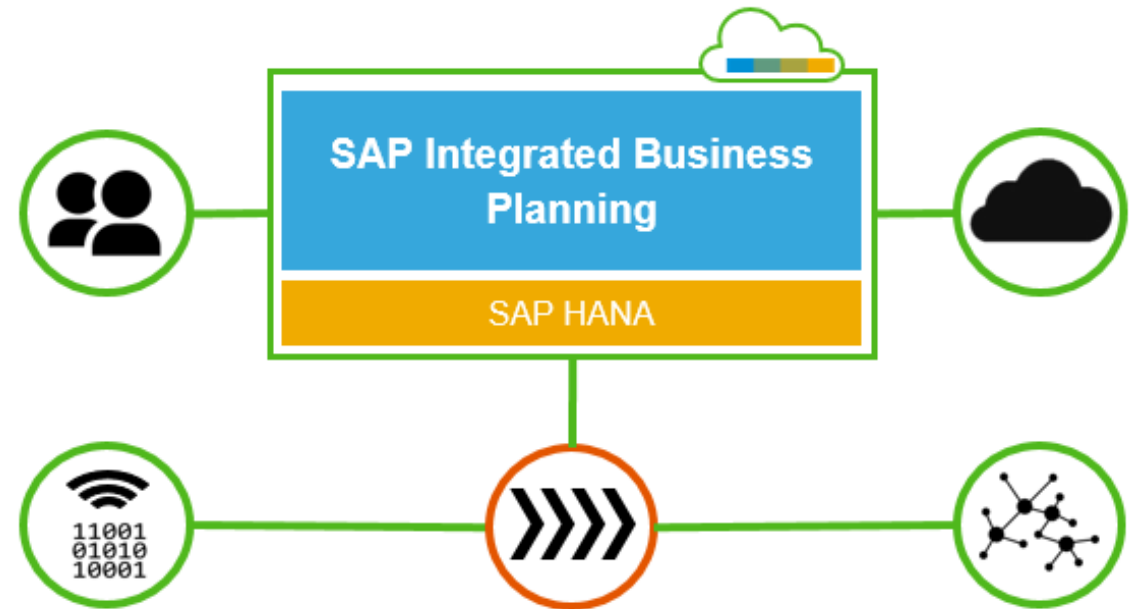 SAP Integrated Business
Planning
SAP HANA
11001
01010
10001